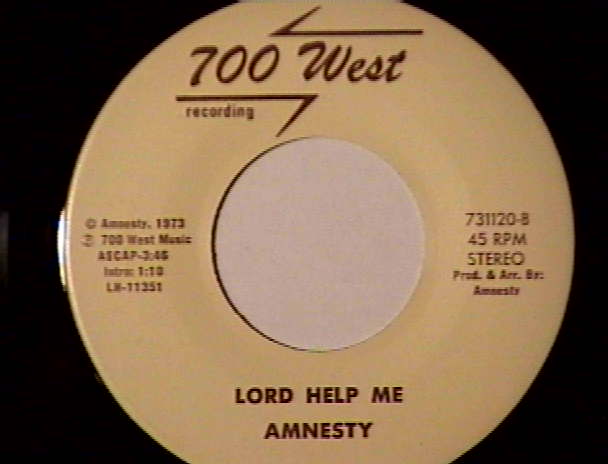 700 West
recording
© Amnesty, 1973
℗ 700 West Music
ASCAP-3:46
Intro: 1:10
LH-11351
731120-B
45 RPM
STEREO
Prod. & Arr. By:
Amnesty
LORD HELP ME
AMNESTY